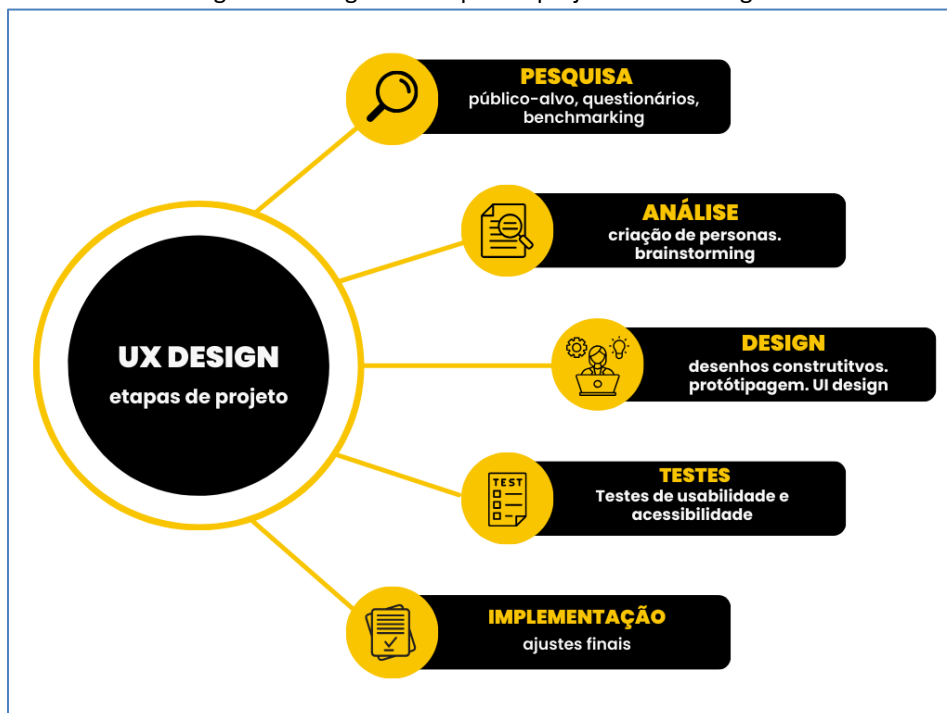 PESQUISA
público-alvo, questionários,
benchmarking
ANÁLISE
criação de personas.
brainstorming
UX DESIGN
etapas de projeto
DESIGN
desenhos construtitvos.
protótipagem. UI design
TEST
TESTES
Testes de usabilidade e
acessibilidade
IMPLEMENTAÇÃO
ajustes finais